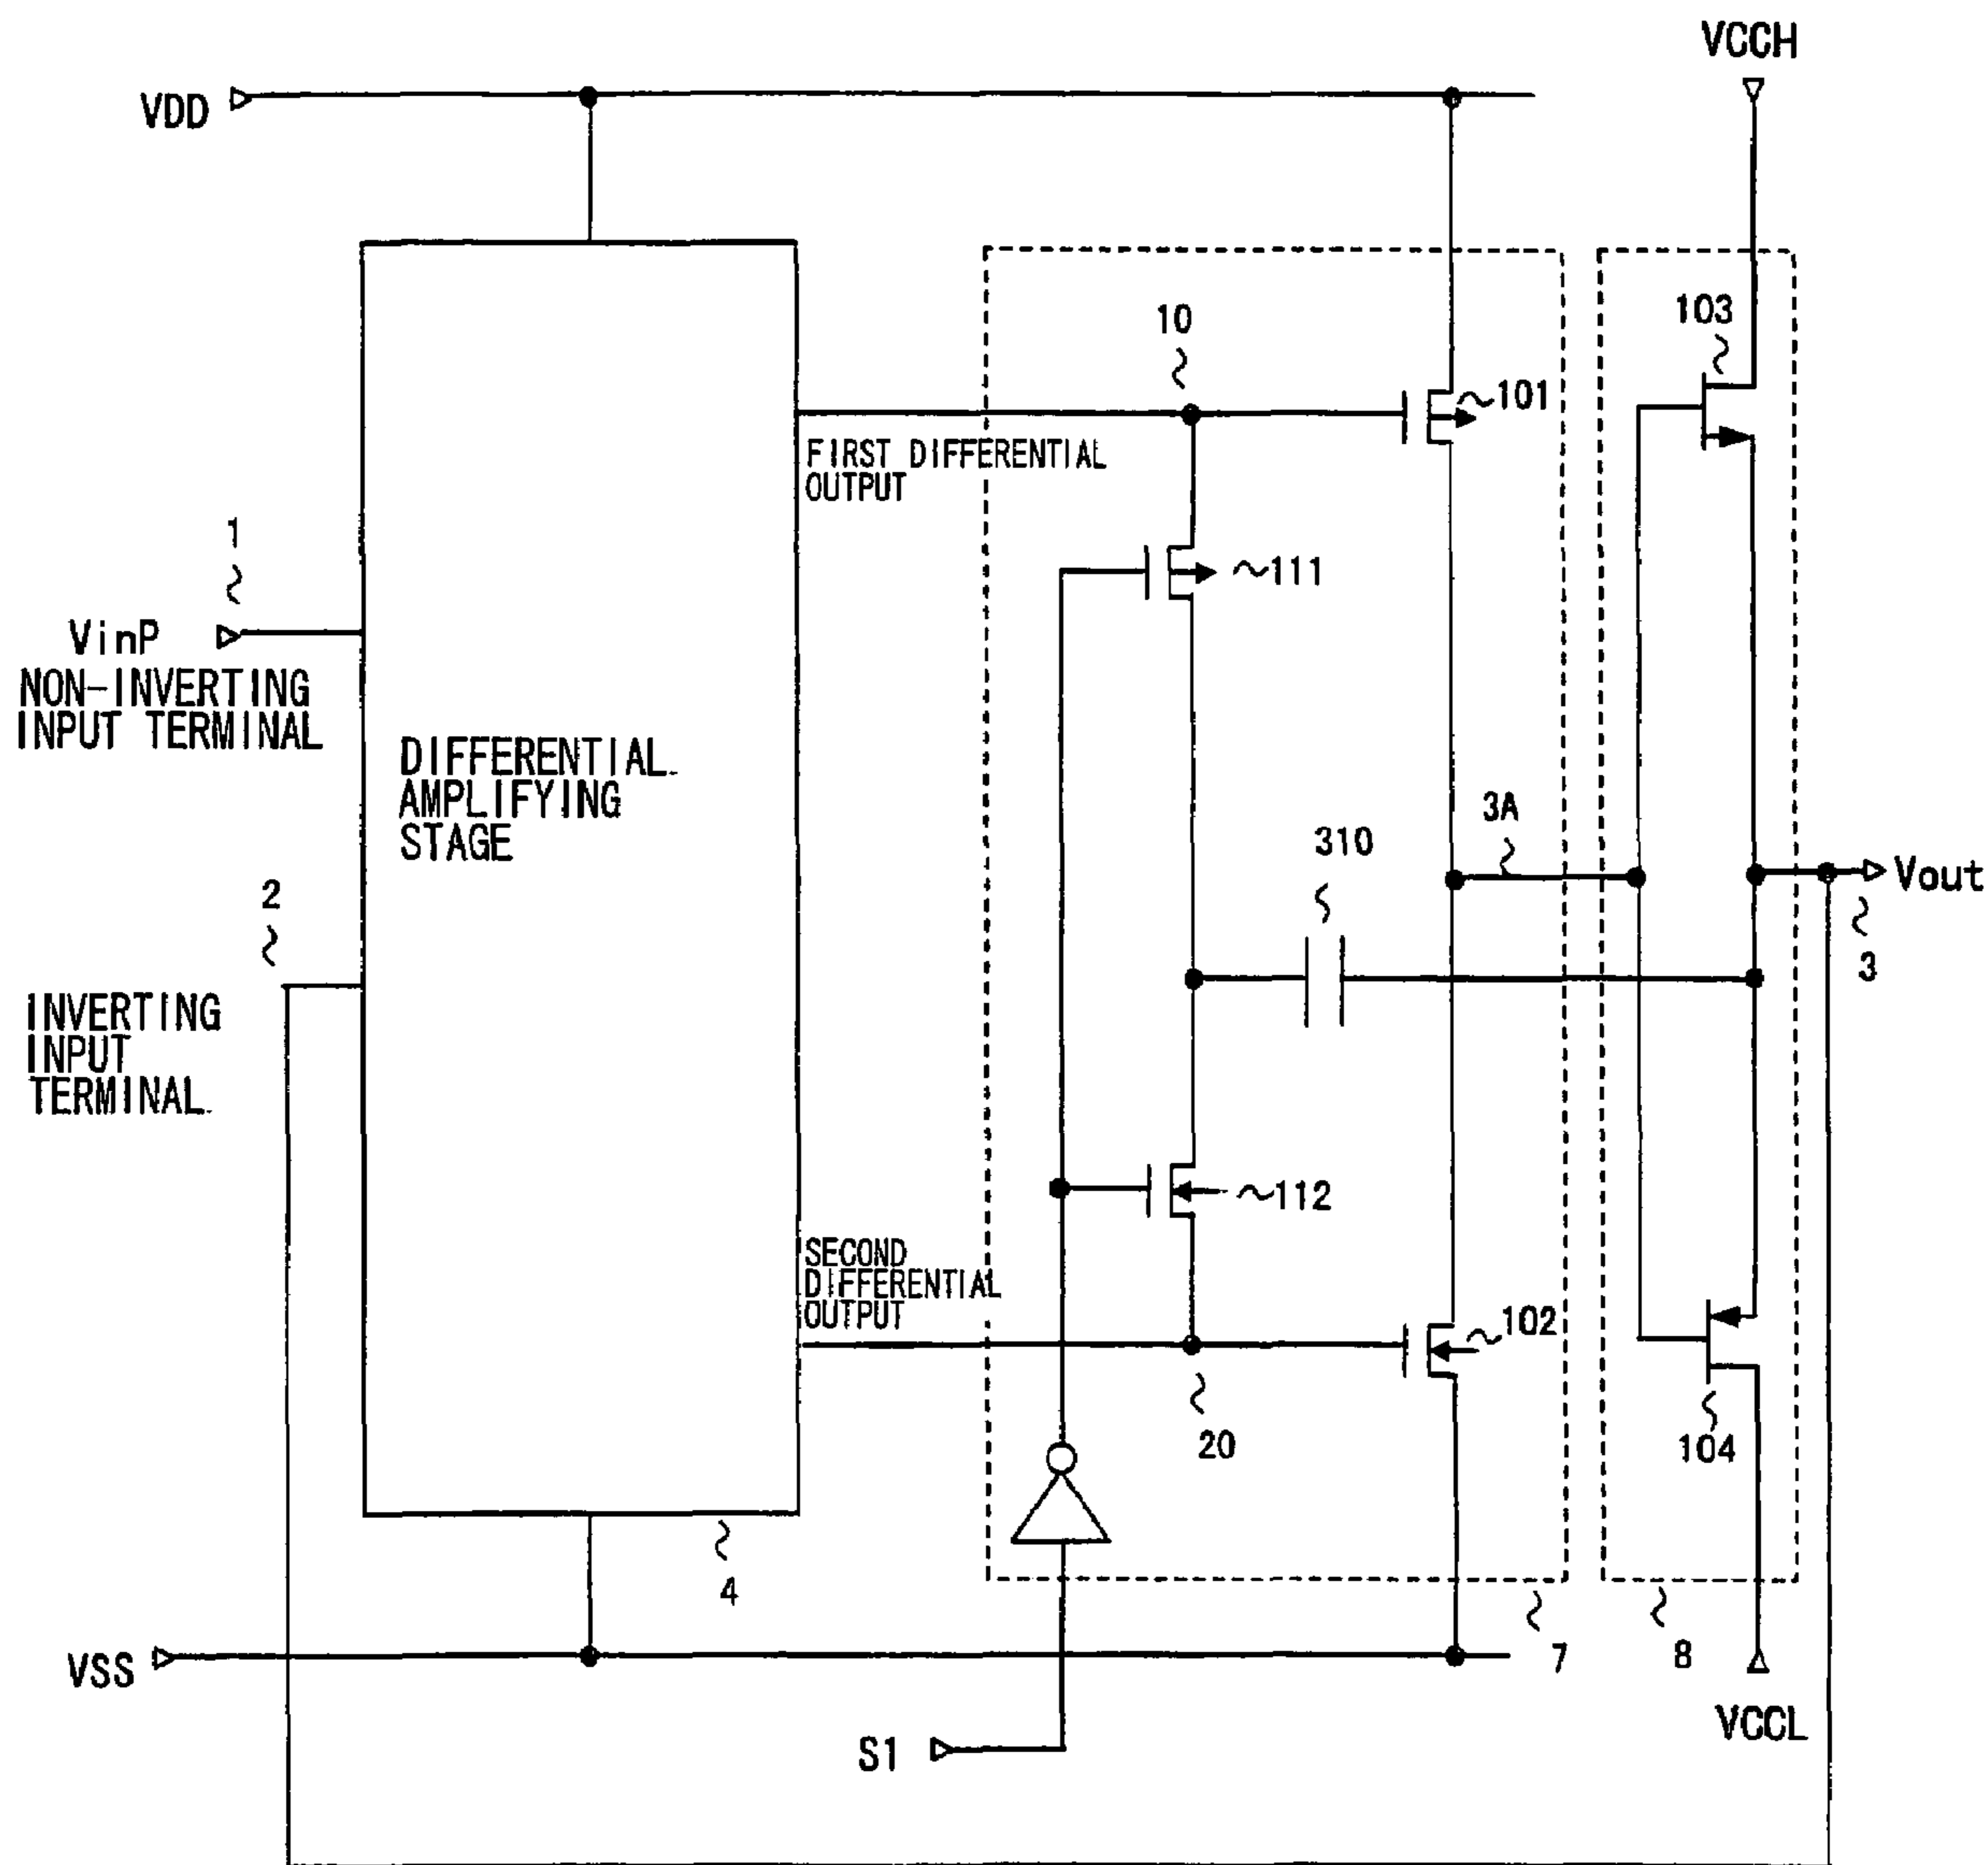 VCCH
VDD
103
10
101
FIRST DIFFERENTIAL
OUTPUT
1
111
VinP
NON-INVERTING
INPUT TERMINAL
DIFFERENTIAL
AMPLIFYING
STAGE
3A
310
Vout
2
3
INVERTING
INPUT
TERMINAL
112
SECOND
DIFFERENTIAL
OUTPUT
102
20
104
4
7
8
VSS
VCCL
S1